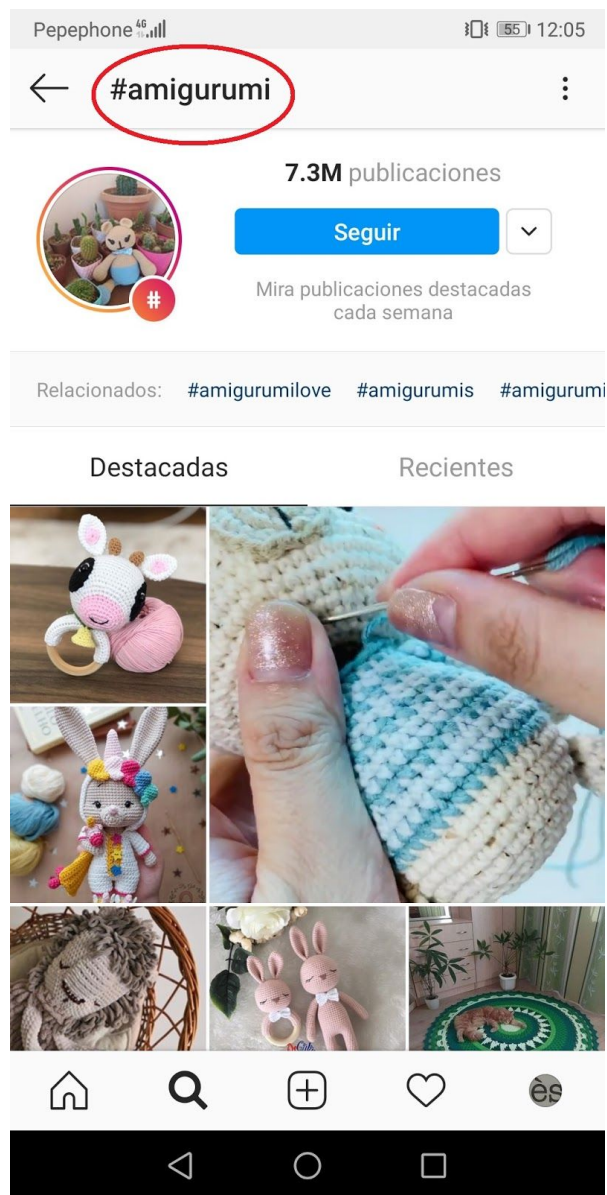 Pepephone 4G 55 12:05
#amigurumi
7.3M publicaciones
Seguir
Mira publicaciones destacadas
cada semana
#
Relacionados: #amigurumilove #amigurumis #amigurumi
Destacadas
Recientes
ès